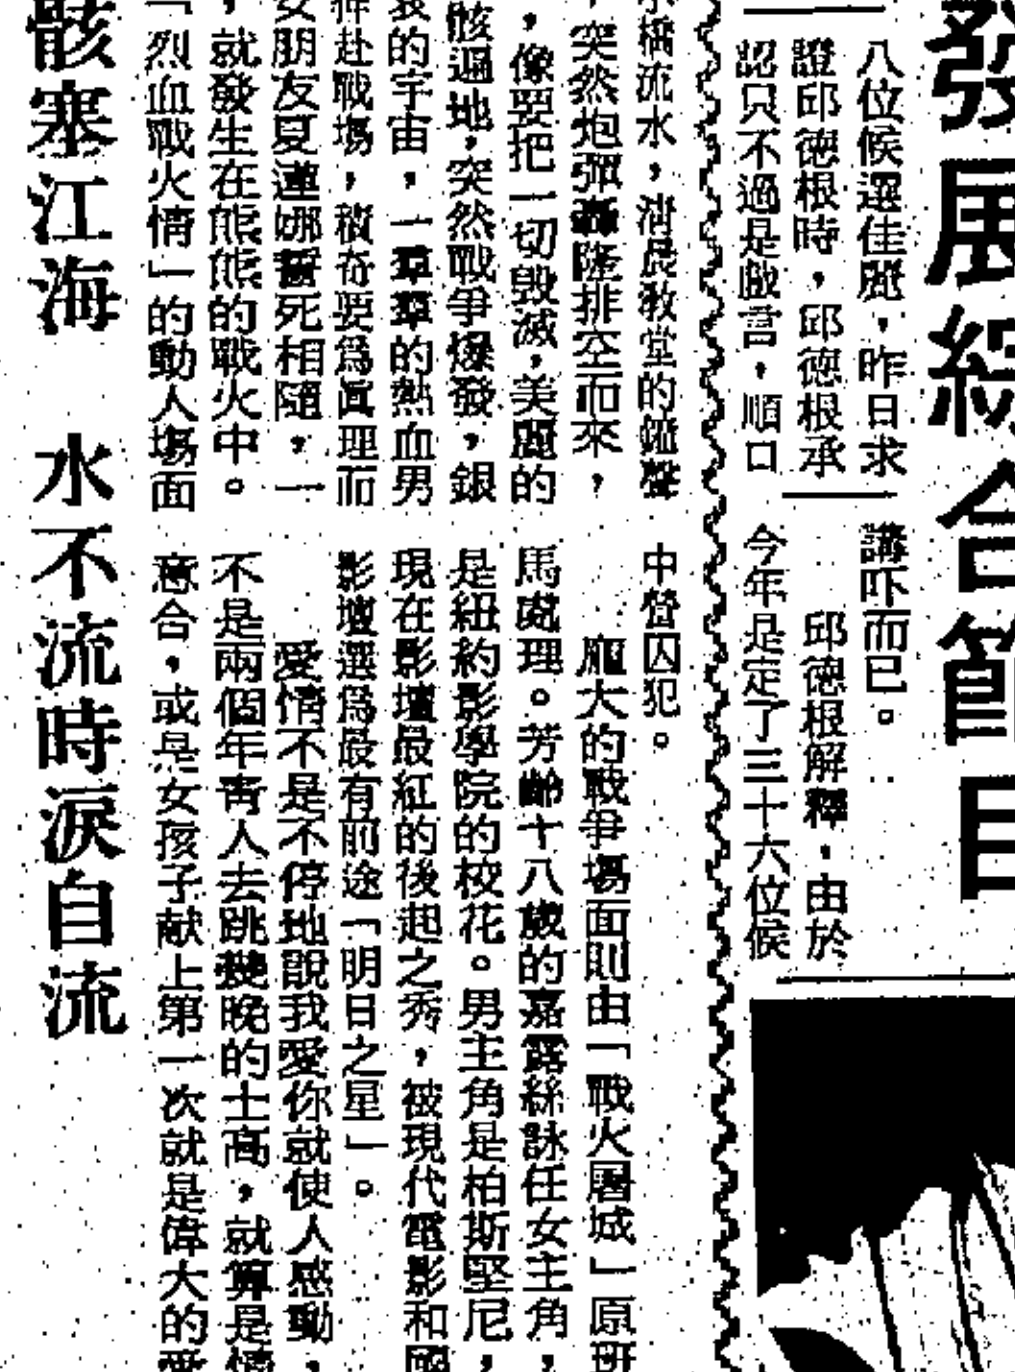 發展綜合節目
八位候選佳麗，昨日求
證邱德根時，邱德根承
認只不過是戲言，順口
講吓而已。
邱德根解釋，由於
今年是定了三十六位候
橋流水，清晨教堂的鐘聲
突然炮彈轟隆排空而來，
，像要把一切毀滅，美麗的
骸遍地，突然戰爭爆發，銀
的宇宙，一羣羣的熱血男
赴戰場，積奇要爲眞理而
女朋友夏蓮娜誓死相隨，一
，就發生在熊熊的戰火中。
「烈血戰火情」的動人場面
中督囚犯。
龐大的戰爭場面則由「戰火屠城」原班
馬處理。芳齡十八歲的嘉露絲詠任女主角，
是紐約影學院的校花。男主角是柏斯堅尼，
現在影壇最紅的後起之秀，被現代電影和國
影壇選爲最有前途「明日之星」。
愛情不是不停地說我愛你就使人感動，
不是兩個年靑人去跳幾晚的士高，就算是情
意合，或是女孩子献上第一次就是偉大的愛
骸塞江海　水不流時淚自流